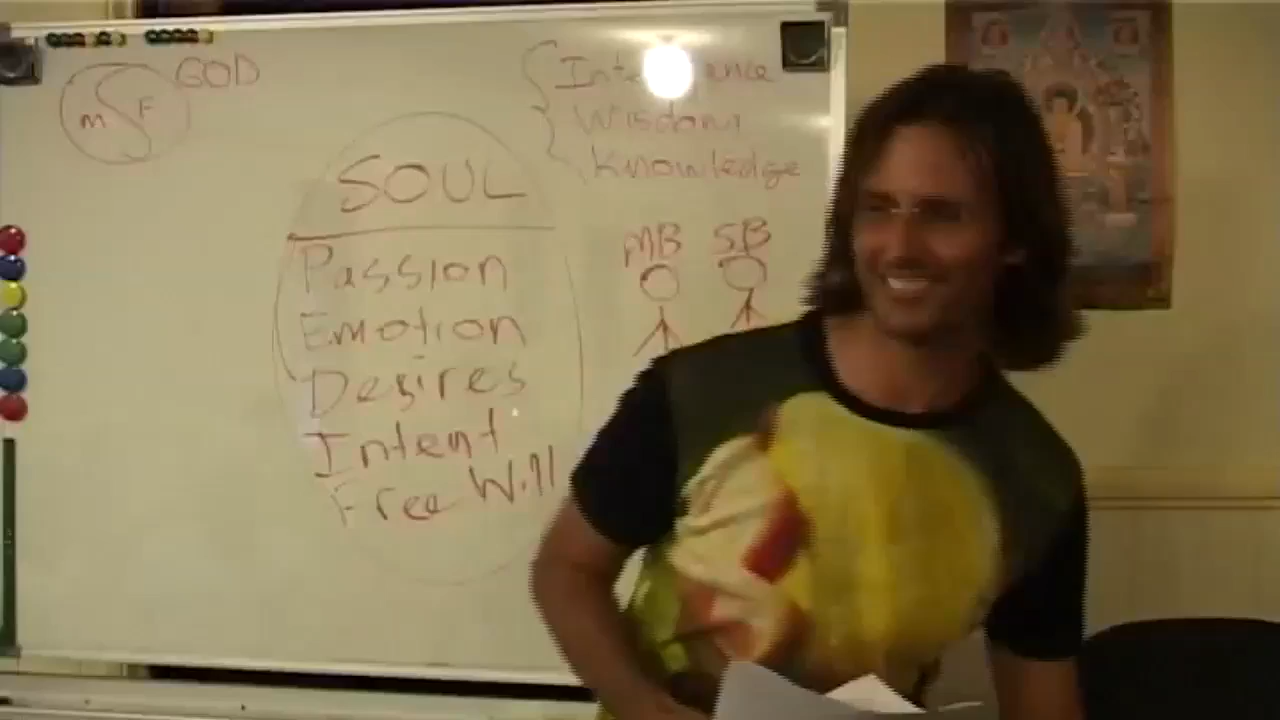 GOD
M F
Intelligence
Wisdom
Knowledge
SOUL
Passion
Emotion
Desires
Intent
Free Will
MB SB